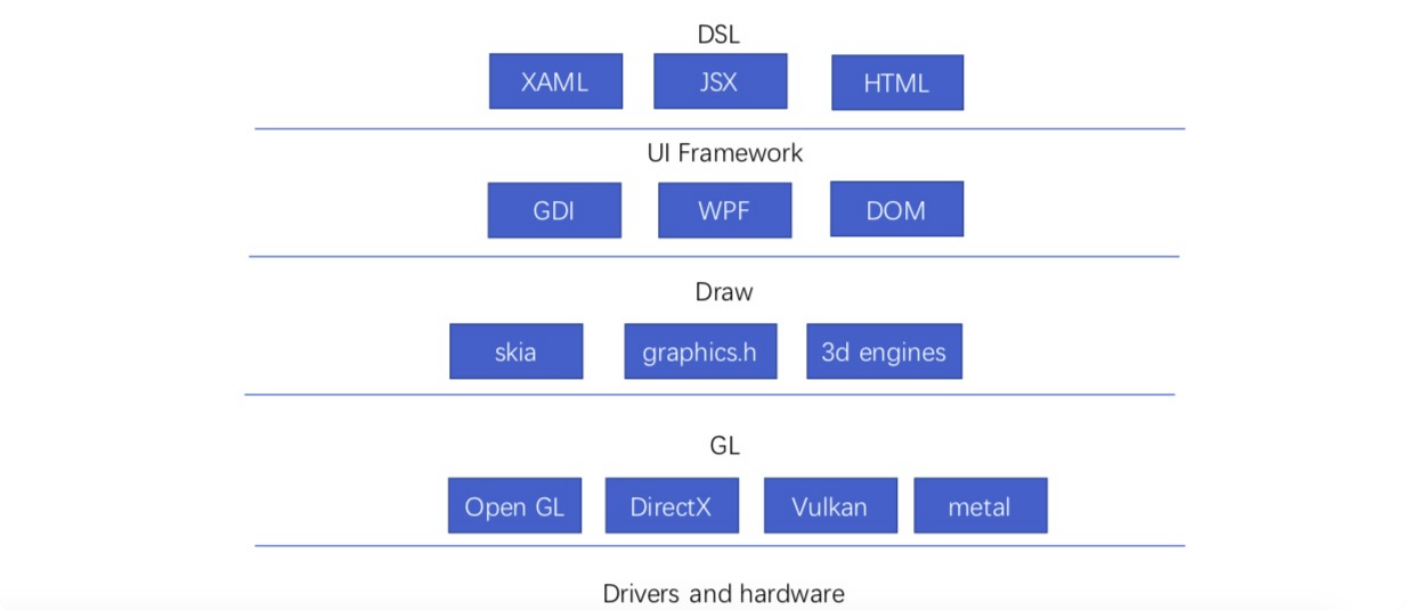 DSL
XAML JSX HTML
UI Framework
GDI WPF DOM
Draw
skia graphics.h 3d engines
GL
Open GL DirectX Vulkan metal
Drivers and hardware